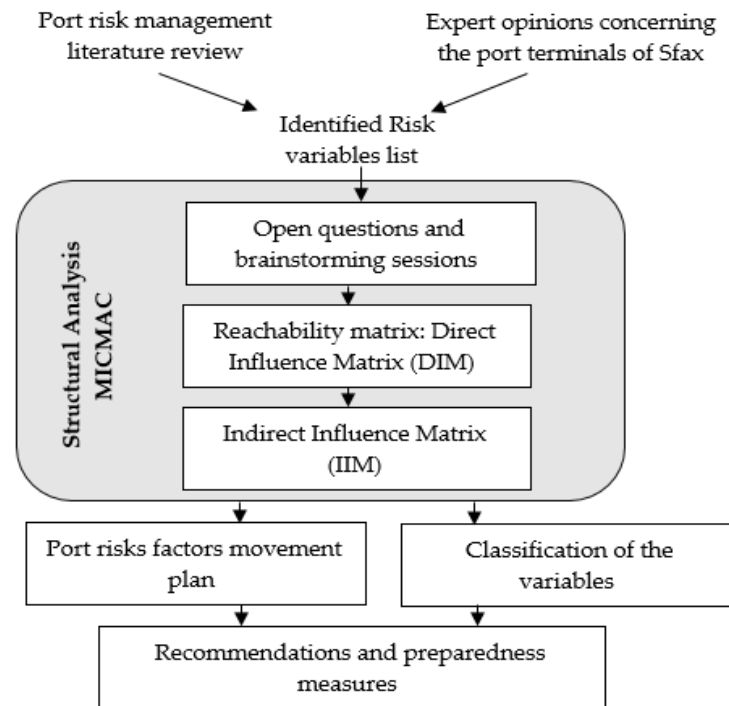 Port risk management
literature review
Expert opinions concerning
the port terminals of Sfax
Identified Risk
variables list
Structural Analysis
MICMAC
Open questions and
brainstorming sessions
Reachability matrix: Direct
Influence Matrix (DIM)
Indirect Influence Matrix
(IIM)
Port risks factors movement
plan
Classification of the
variables
Recommendations and preparedness
measures